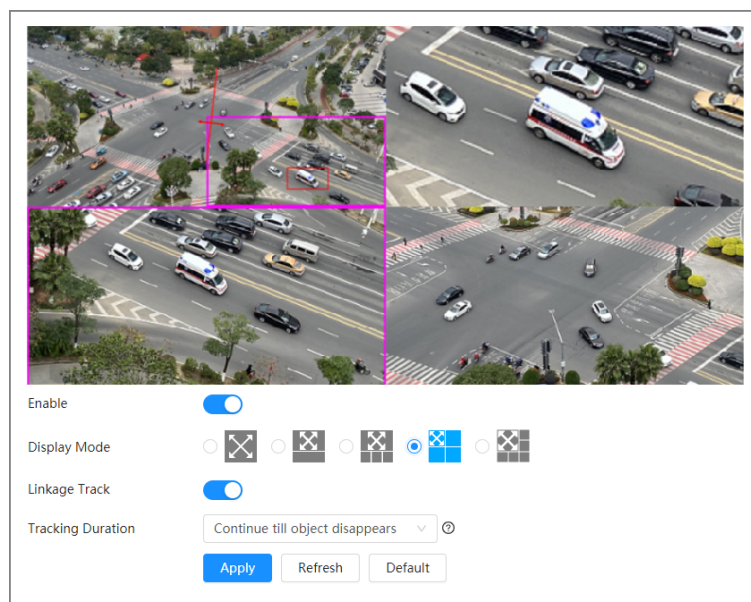 Enable
Display Mode
Linkage Track
Tracking Duration
Continue till object disappears
Apply
Refresh
Default